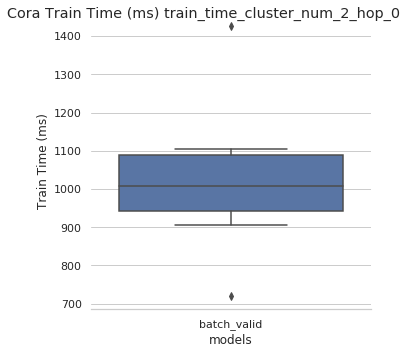 Cora Train Time (ms) train_time_cluster_num_2_hop_0
1400
1300
1200
1100
1000
900
800
700
Train Time (ms)
batch_valid
models